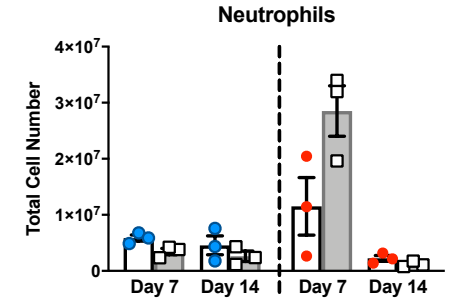 Neutrophils
Total Cell Number
4×10⁷
3×10⁷
2×10⁷
1×10⁷
0
Day 7 Day 14 Day 7 Day 14